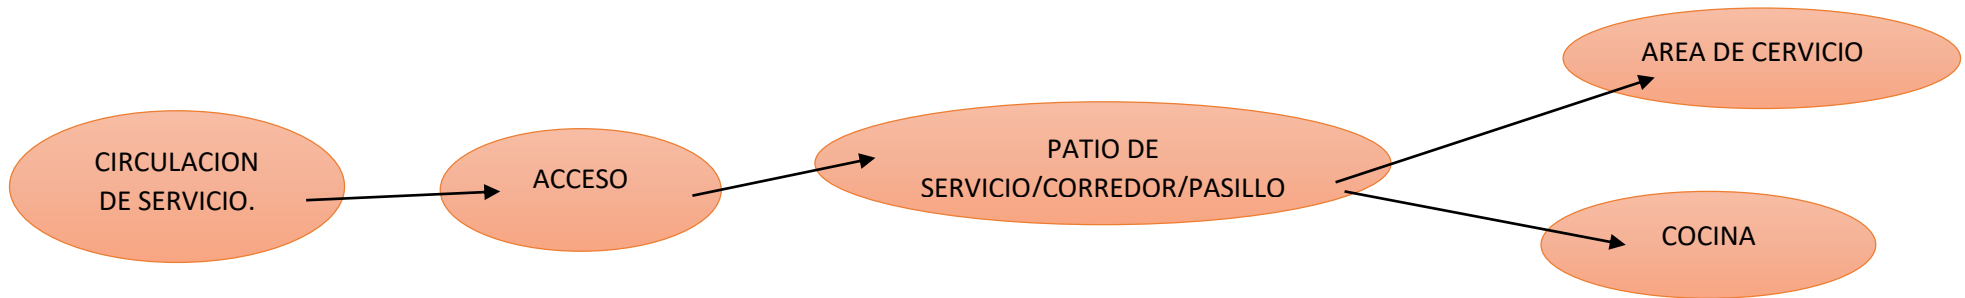 CIRCULACION
DE SERVICIO.
ACCESO
PATIO DE
SERVICIO/CORREDOR/PASILLO
AREA DE CERVICIO
COCINA